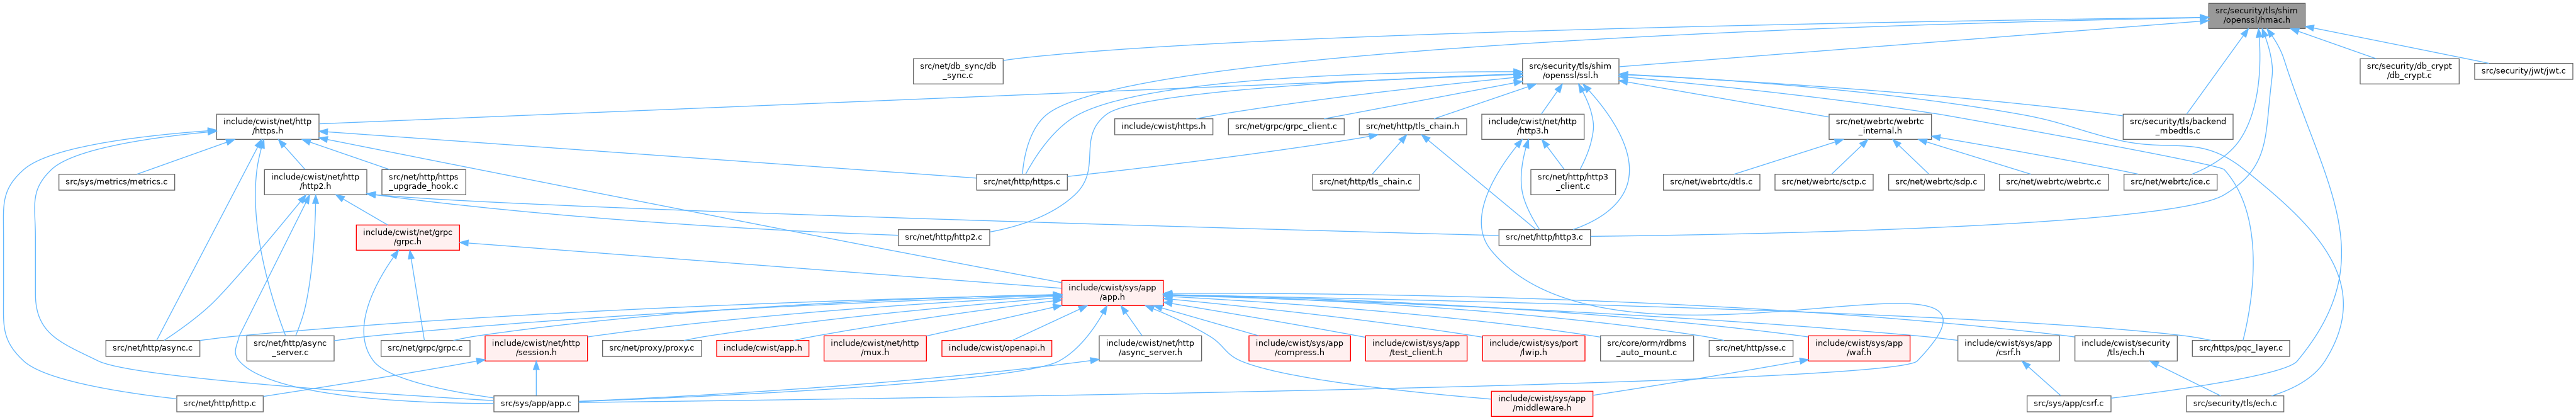 src/security/tls/shim
/openssl/hmac.h
src/net/db_sync/db
_sync.c
src/security/tls/shim
/openssl/ssl.h
src/security/db_crypt
/db_crypt.c
src/security/jwt/jwt.c
include/cwist/net/http
/https.h
include/cwist/https.h
src/net/grpc/grpc_client.c
src/net/http/tls_chain.h
include/cwist/net/http
/http3.h
src/net/webrtc/webrtc
_internal.h
src/security/tls/backend
_mbedtls.c
src/sys/metrics/metrics.c
include/cwist/net/http
/http2.h
src/net/http/https
_upgrade_hook.c
src/net/http/https.c
src/net/http/tls_chain.c
src/net/http/http3
_client.c
src/net/webrtc/dtls.c
src/net/webrtc/sctp.c
src/net/webrtc/sdp.c
src/net/webrtc/webrtc.c
src/net/webrtc/ice.c
include/cwist/net/grpc
/grpc.h
src/net/http/http2.c
src/net/http/http3.c
include/cwist/sys/app
/app.h
src/net/http/async.c
src/net/http/async
_server.c
src/net/grpc/grpc.c
include/cwist/net/http
/session.h
src/net/proxy/proxy.c
include/cwist/app.h
include/cwist/net/http
/mux.h
include/cwist/openapi.h
include/cwist/net/http
/async_server.h
include/cwist/sys/app
/compress.h
include/cwist/sys/app
/test_client.h
include/cwist/sys/port
/lwip.h
src/core/orm/rdbms
_auto_mount.c
src/net/http/sse.c
include/cwist/sys/app
/waf.h
include/cwist/sys/app
/csrf.h
include/cwist/security
/tls/ech.h
src/https/pqc_layer.c
src/net/http/http.c
src/sys/app/app.c
include/cwist/sys/app
/middleware.h
src/sys/app/csrf.c
src/security/tls/ech.c